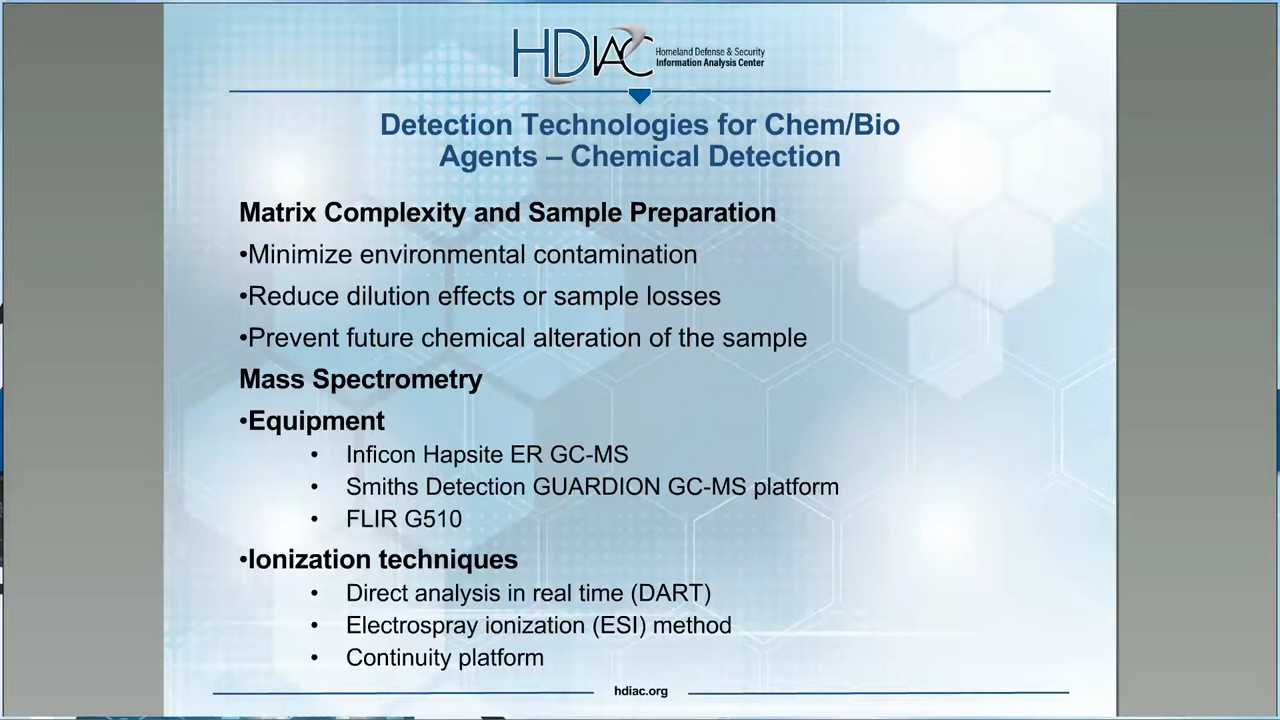 HDIAC
Homeland Defense & Security
Information Analysis Center
Detection Technologies for Chem/Bio
Agents – Chemical Detection
Matrix Complexity and Sample Preparation
•Minimize environmental contamination
•Reduce dilution effects or sample losses
•Prevent future chemical alteration of the sample
Mass Spectrometry
•Equipment
• Inficon Hapsite ER GC-MS
• Smiths Detection GUARDION GC-MS platform
• FLIR G510
•Ionization techniques
• Direct analysis in real time (DART)
• Electrospray ionization (ESI) method
• Continuity platform
hdiac.org